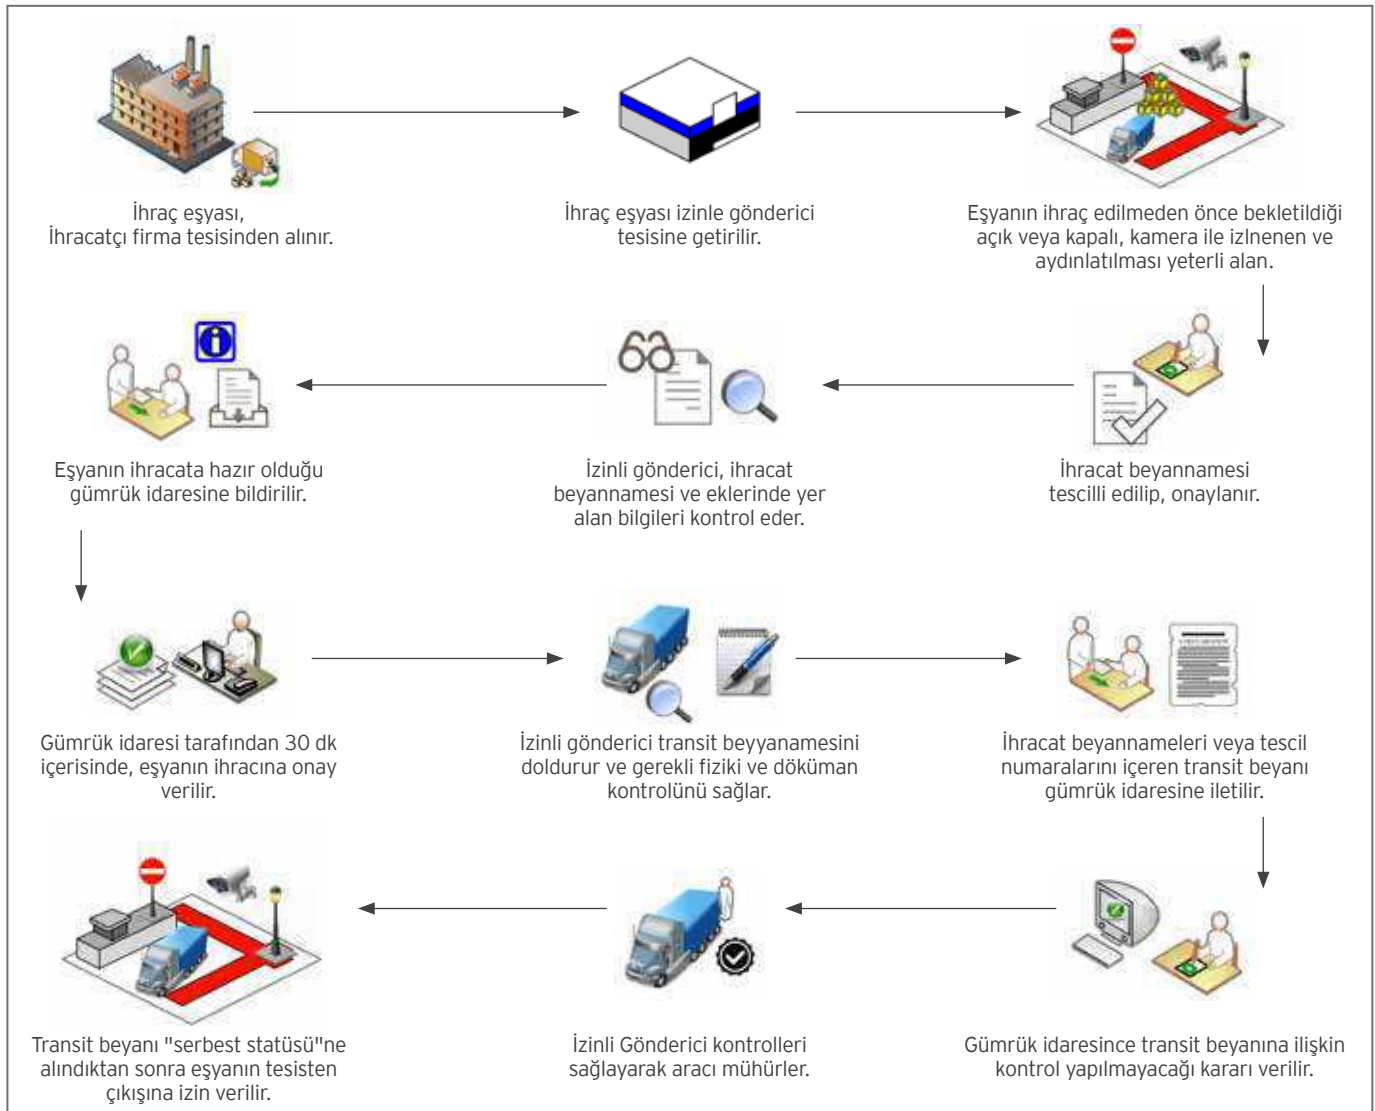 İhraç eşyası,
İhracatçı firma tesisinden alınır.
İhraç eşyası izinle gönderici
tesisine getirilir.
Eşyanın ihraç edilmeden önce bekletildiği
açık veya kapalı, kamera ile izlnenen ve
aydınlatılması yeterli alan.
İhracat beyannamesi
tescilli edilip, onaylanır.
İzinli gönderici, ihracat
beyannamesi ve eklerinde yer
alan bilgileri kontrol eder.
Eşyanın ihracata hazır olduğu
gümrük idaresine bildirilir.
Gümrük idaresi tarafından 30 dk
içerisinde, eşyanın ihracına onay
verilir.
İzinli gönderici transit beyyanamesini
doldurur ve gerekli fiziki ve döküman
kontrolünü sağlar.
İhracat beyannameleri veya tescil
numaralarını içeren transit beyanı
gümrük idaresine iletilir.
Gümrük idaresince transit beyanına ilişkin
kontrol yapılmayacağı kararı verilir.
İzinli Gönderici kontrolleri
sağlayarak aracı mühürler.
Transit beyanı "serbest statüsü"ne
alındıktan sonra eşyanın tesisten
çıkışına izin verilir.